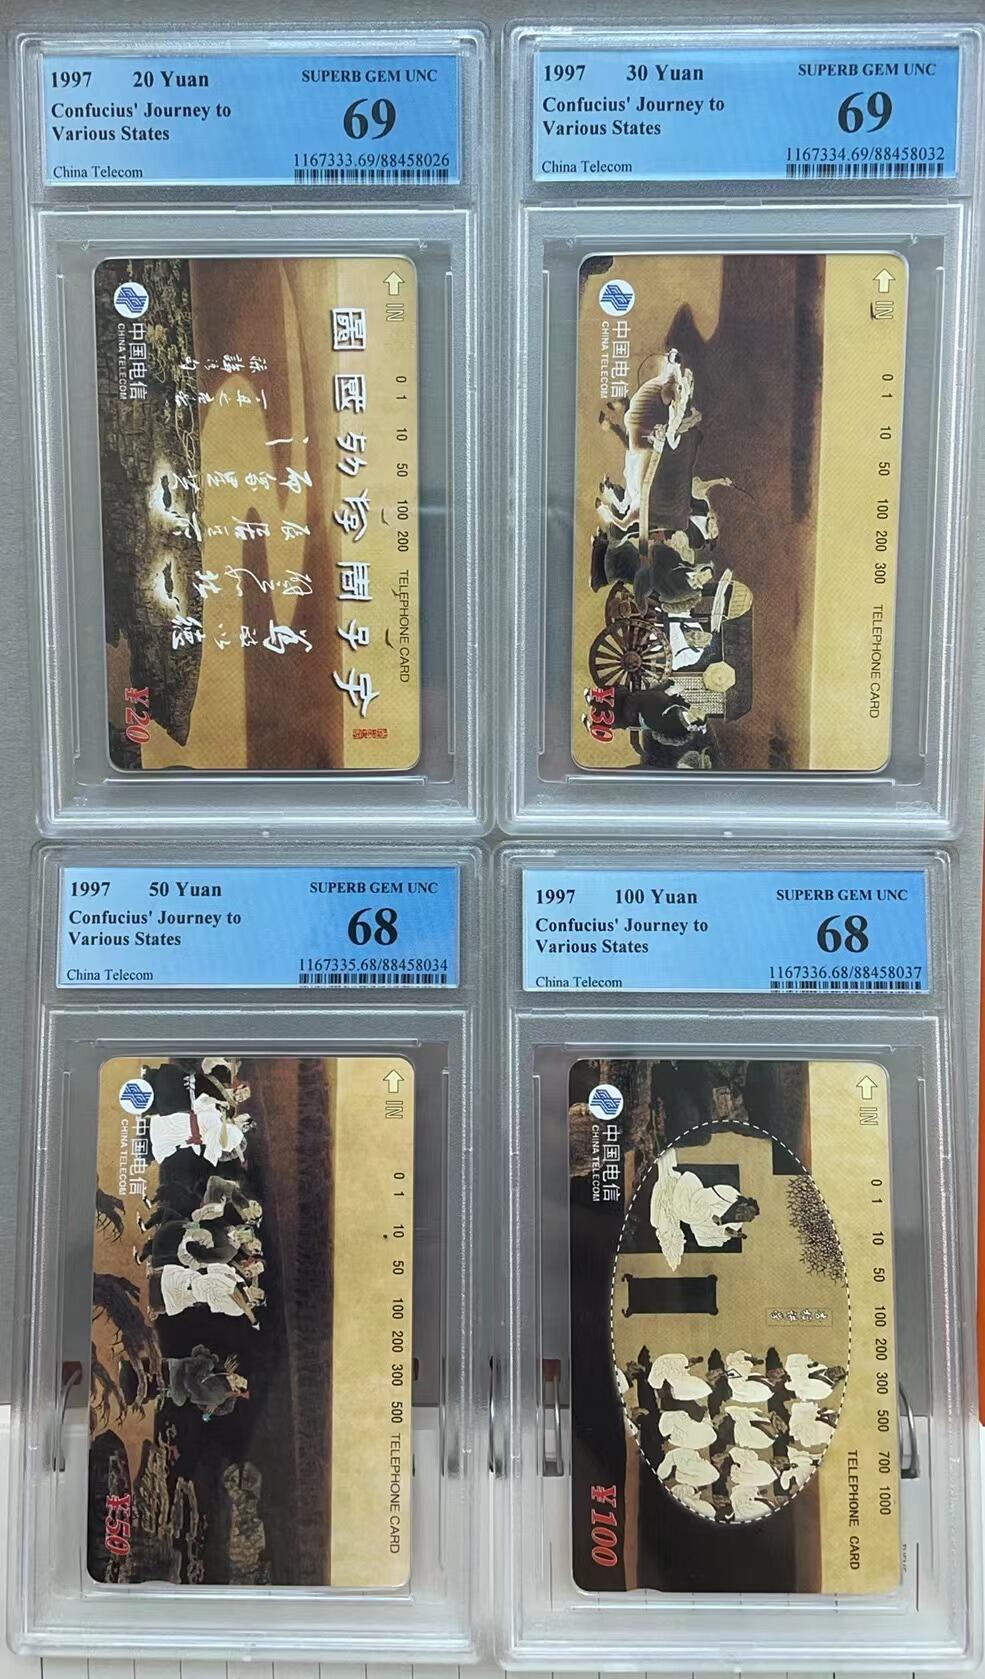 1997 20 Yuan SUPERB GEM UNC
Confucius' Journey to
Various States
69
1167333.69/88458026
China Telecom
IN
中国电信
CHINA TELECOM
0 1 10 50 100 200 TELEPHONE CARD
¥20
1997 30 Yuan SUPERB GEM UNC
Confucius' Journey to
Various States
69
1167334.69/88458032
China Telecom
IN
中国电信
CHINA TELECOM
0 1 10 50 100 200 300 TELEPHONE CARD
¥30
1997 50 Yuan SUPERB GEM UNC
Confucius' Journey to
Various States
68
1167335.68/88458034
China Telecom
IN
中国电信
CHINA TELECOM
0 1 10 50 100 200 300 500 TELEPHONE CARD
¥50
1997 100 Yuan SUPERB GEM UNC
Confucius' Journey to
Various States
68
1167336.68/88458037
China Telecom
IN
中国电信
CHINA TELECOM
0 1 10 50 100 200 300 500 700 1000
TELEPHONE CARD
¥100